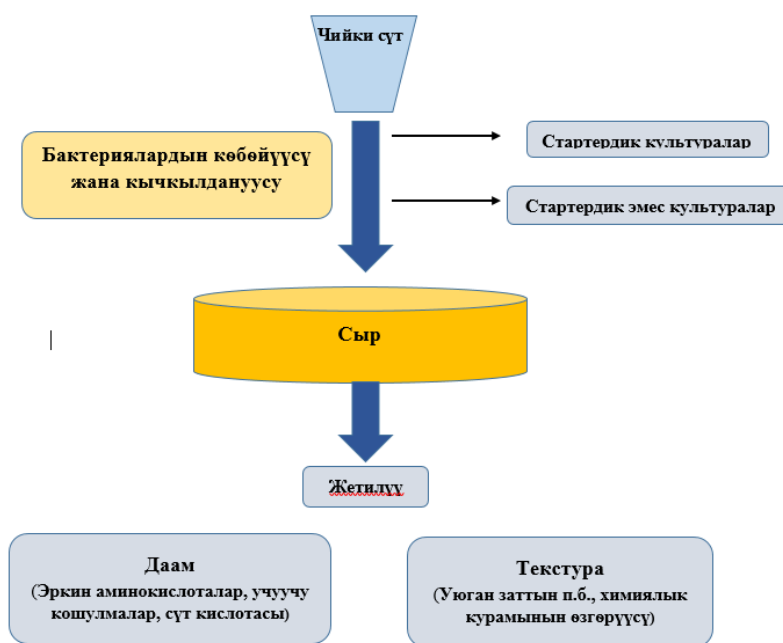 Чийки сүт
Бактериялардын көбөйүүсү
жана кычкылдануусу
Стартердик культуралар
Стартердик эмес культуралар
Сыр
Жетилүү
Даам
(Эркин аминокислоталар, учуучу
кошулмалар, сүт кислотасы)
Текстура
(Уюган заттын п.б., химиялык
курамынын өзгөрүүсү)